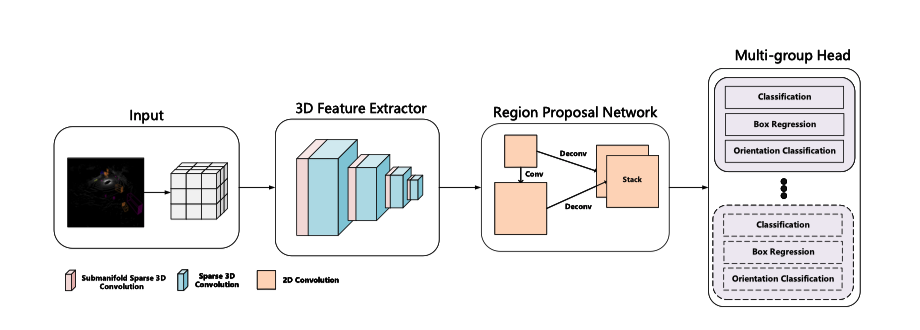 Multi-group Head
Input
3D Feature Extractor
Region Proposal Network
Classification
Box Regression
Orientation Classification
Deconv
Conv
Stack
Deconv
Classification
Box Regression
Orientation Classification
Submanifold Sparse 3D
Convolution
Sparse 3D
Convolution
2D Convolution